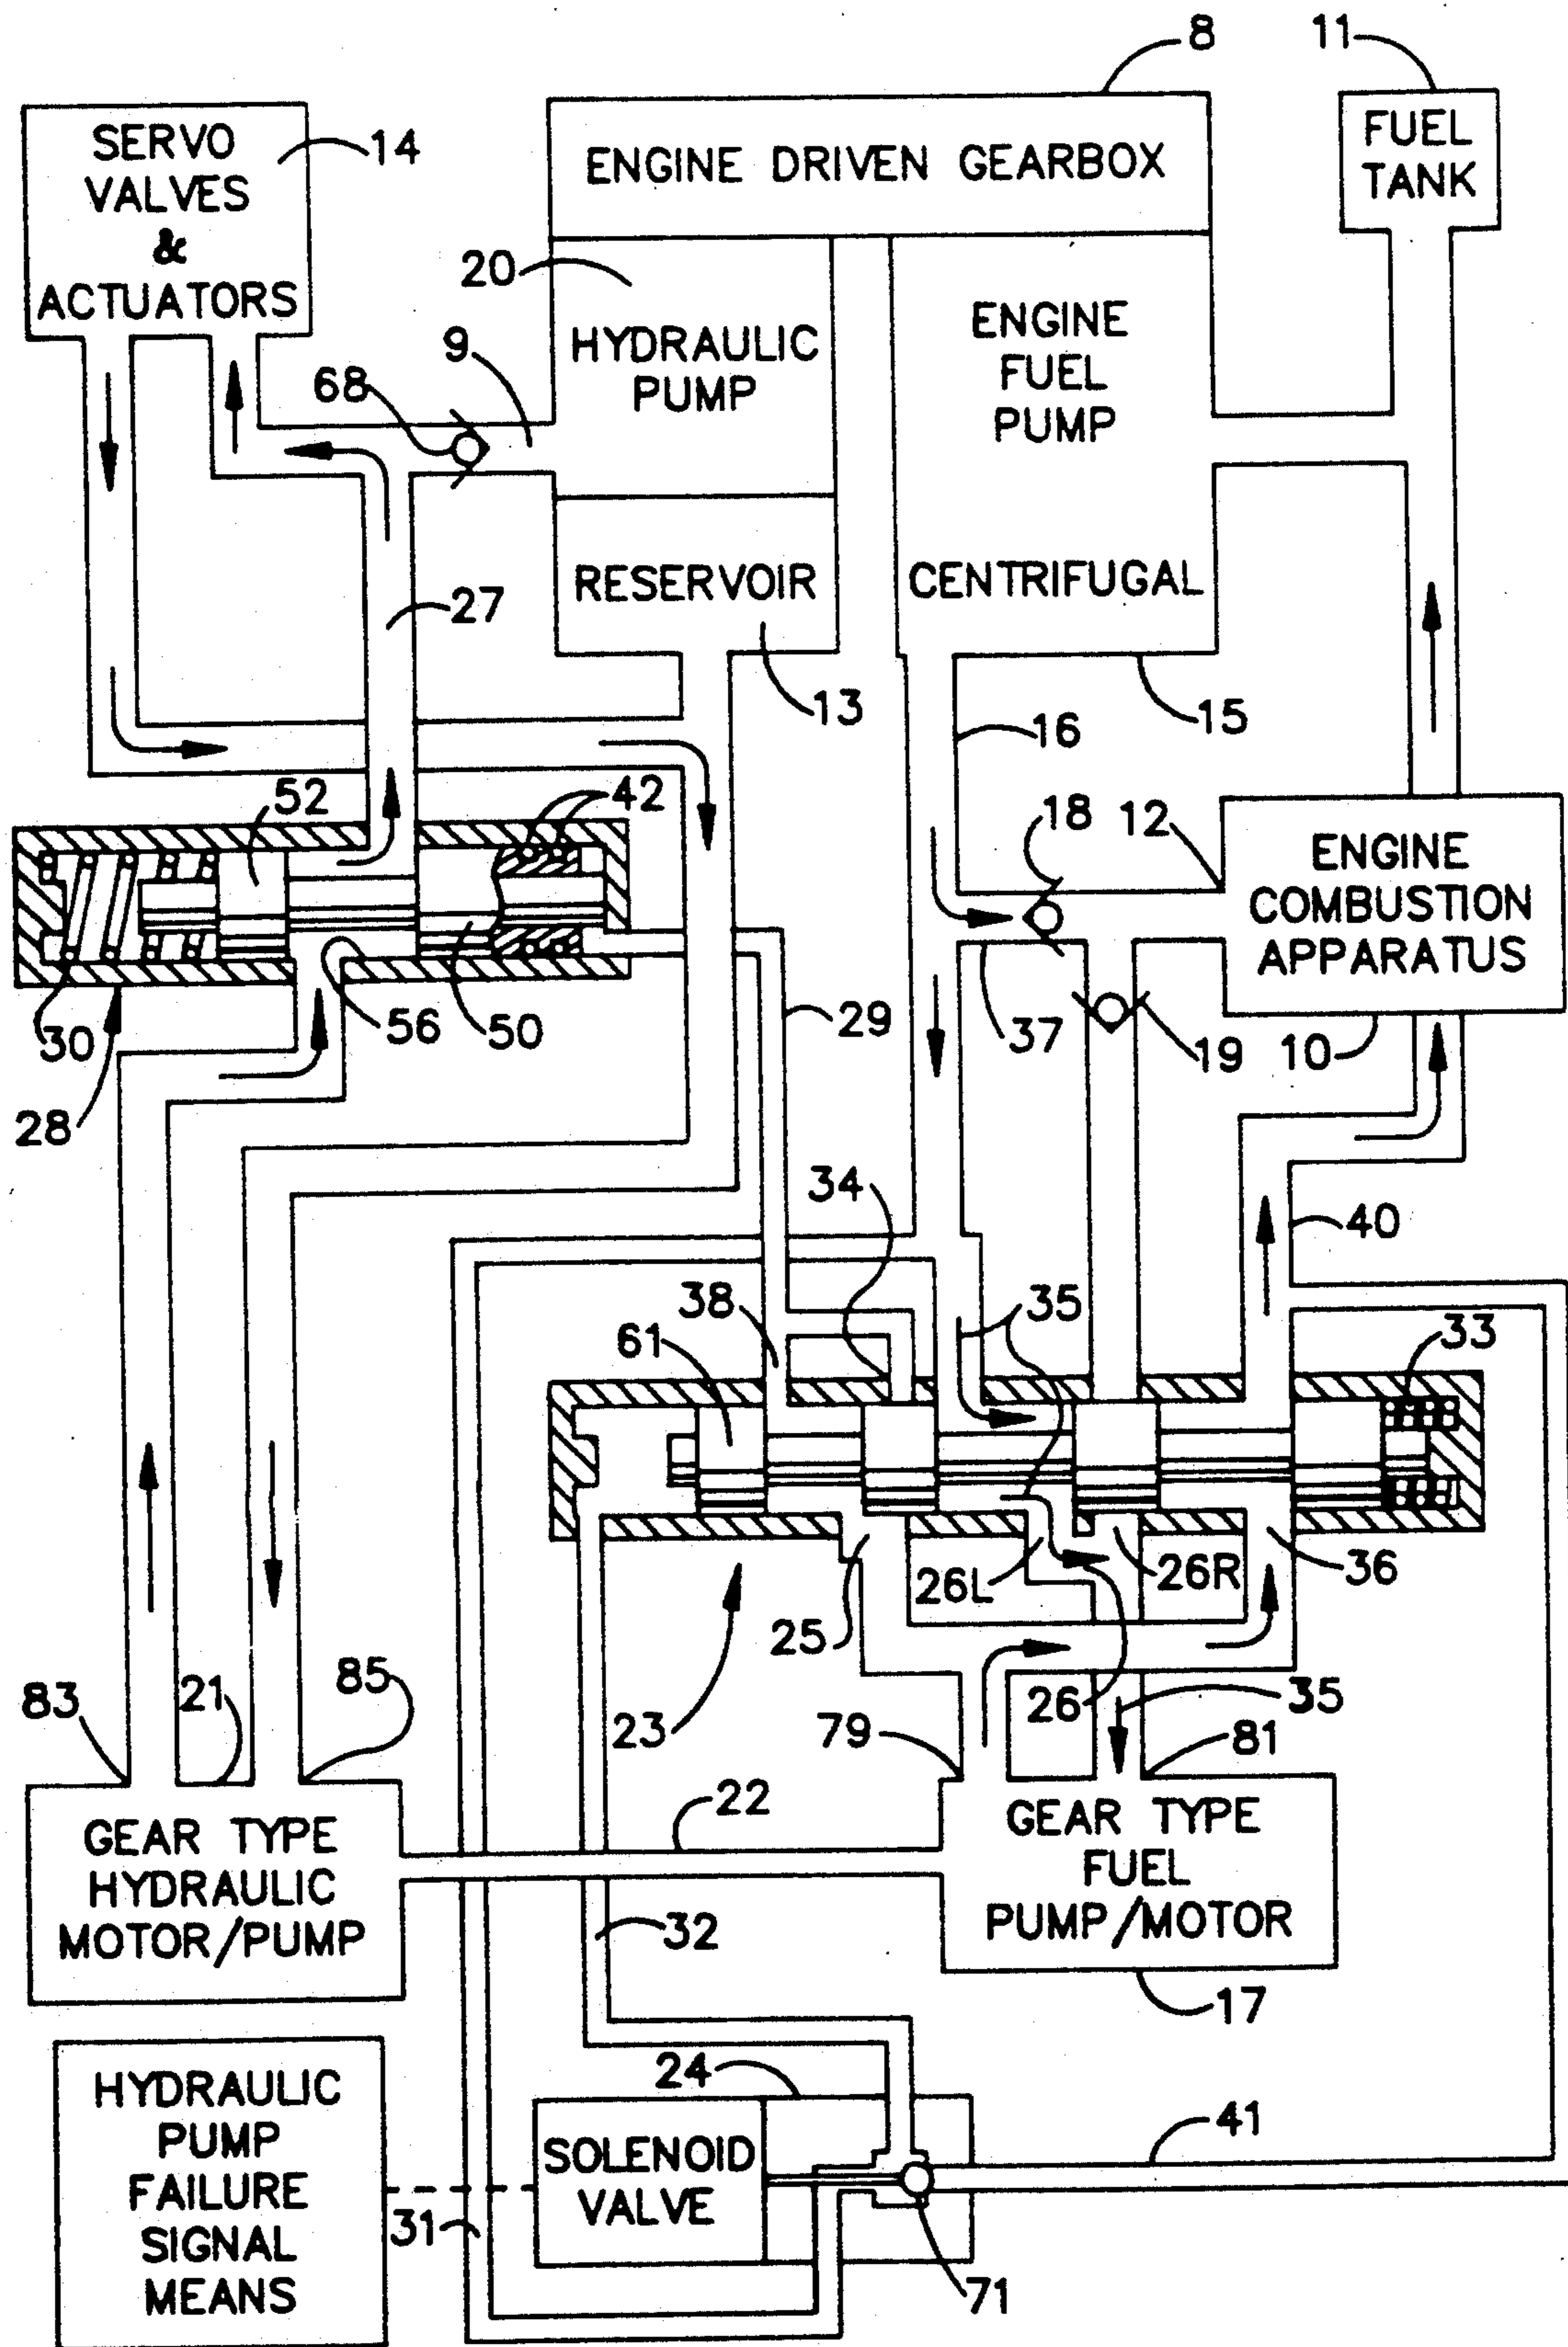 8
11
SERVO
VALVES
&
ACTUATORS
14
ENGINE DRIVEN GEARBOX
FUEL
TANK
20
HYDRAULIC
PUMP
9
68
ENGINE
FUEL
PUMP
27
RESERVOIR
CENTRIFUGAL
13
16
15
52
42
18
12
ENGINE
COMBUSTION
APPARATUS
30
56
50
29
37
19
10
28
34
40
38
35
33
61
26L
26R
36
25
83
21
85
23
79
26
35
81
22
GEAR TYPE
HYDRAULIC
MOTOR/PUMP
GEAR TYPE
FUEL
PUMP/MOTOR
32
17
24
HYDRAULIC
PUMP
FAILURE
SIGNAL
MEANS
31
SOLENOID
VALVE
41
71